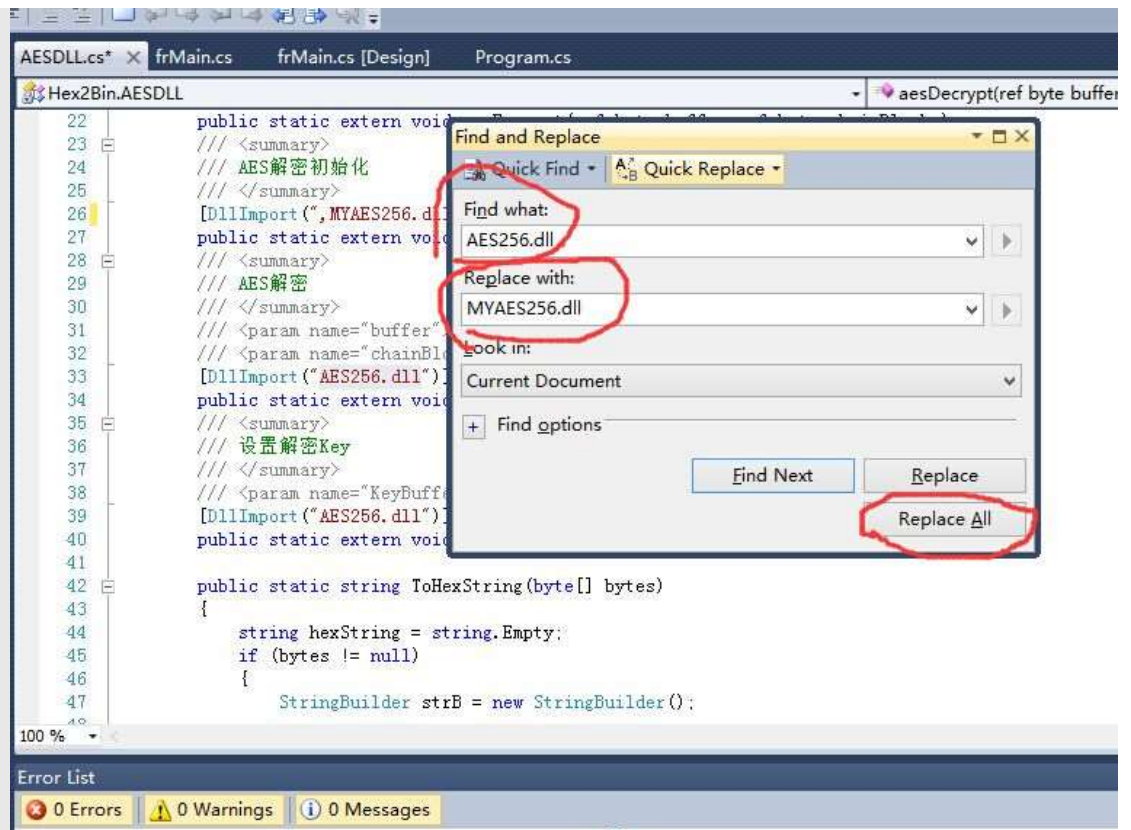 AESDLL.cs* × frMain.cs frMain.cs [Design] Program.cs
Hex2Bin.AESDLL aesDecrypt(ref byte buffer
22 public static extern void
23 /// <summary>
24 /// AES解密初始化
25 /// </summary>
26 [DllImport(",MYAES256.dll
27 public static extern void
28 /// <summary>
29 /// AES解密
30 /// </summary>
31 /// <param name="buffer"
32 /// <param name="chainBlo
33 [DllImport("AES256.dll")]
34 public static extern void
35 /// <summary>
36 /// 设置解密Key
37 /// </summary>
38 /// <param name="KeyBuffe
39 [DllImport("AES256.dll")]
40 public static extern void
41
42 public static string ToHexString(byte[] bytes)
43 {
44 string hexString = string.Empty;
45 if (bytes != null)
46 {
47 StringBuilder strB = new StringBuilder();
Find and Replace
Quick Find Quick Replace
Find what:
AES256.dll
Replace with:
MYAES256.dll
Look in:
Current Document
+ Find options
Find Next Replace
Replace All
100 %
Error List
0 Errors 0 Warnings 0 Messages